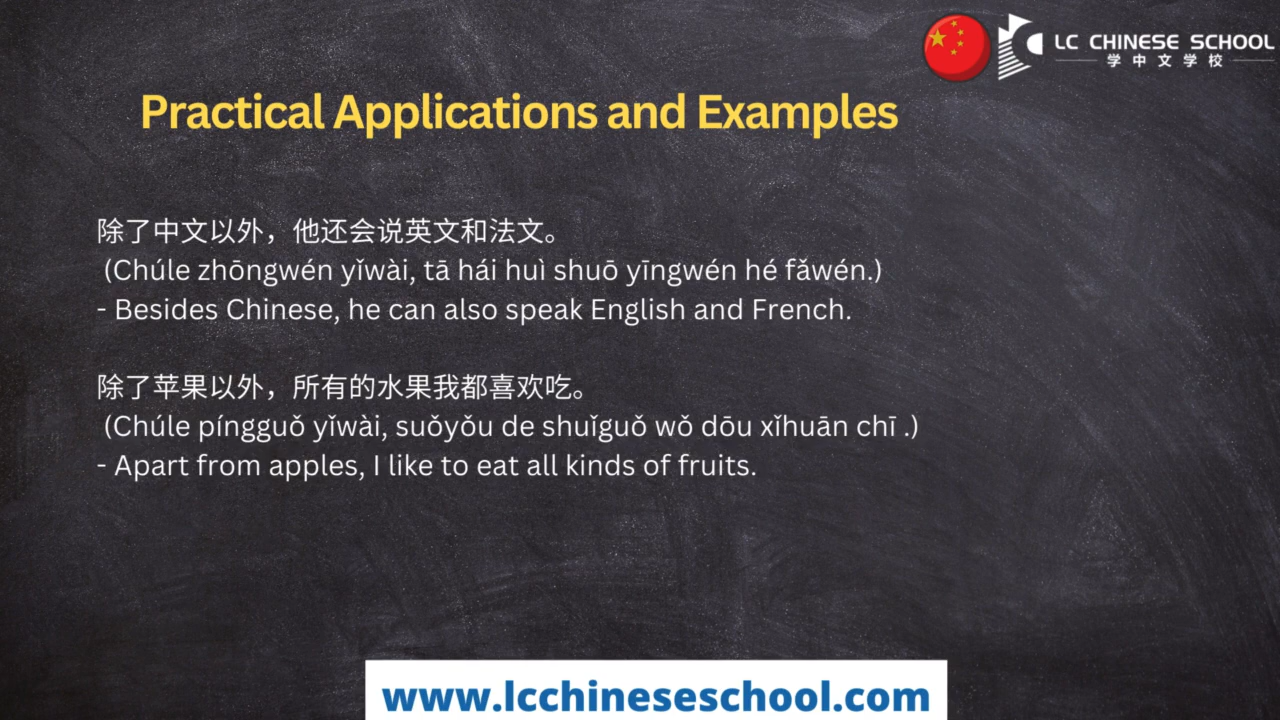 LC CHINESE SCHOOL
学中文学校
Practical Applications and Examples
除了中文以外，他还会说英文和法文。
(Chúle zhōngwén yǐwài, tā hái huì shuō yīngwén hé fǎwén.)
- Besides Chinese, he can also speak English and French.
除了苹果以外，所有的水果我都喜欢吃。
(Chúle píngguǒ yǐwài, suǒyǒu de shuǐguǒ wǒ dōu xǐhuān chī .)
- Apart from apples, I like to eat all kinds of fruits.
www.lcchineseschool.com